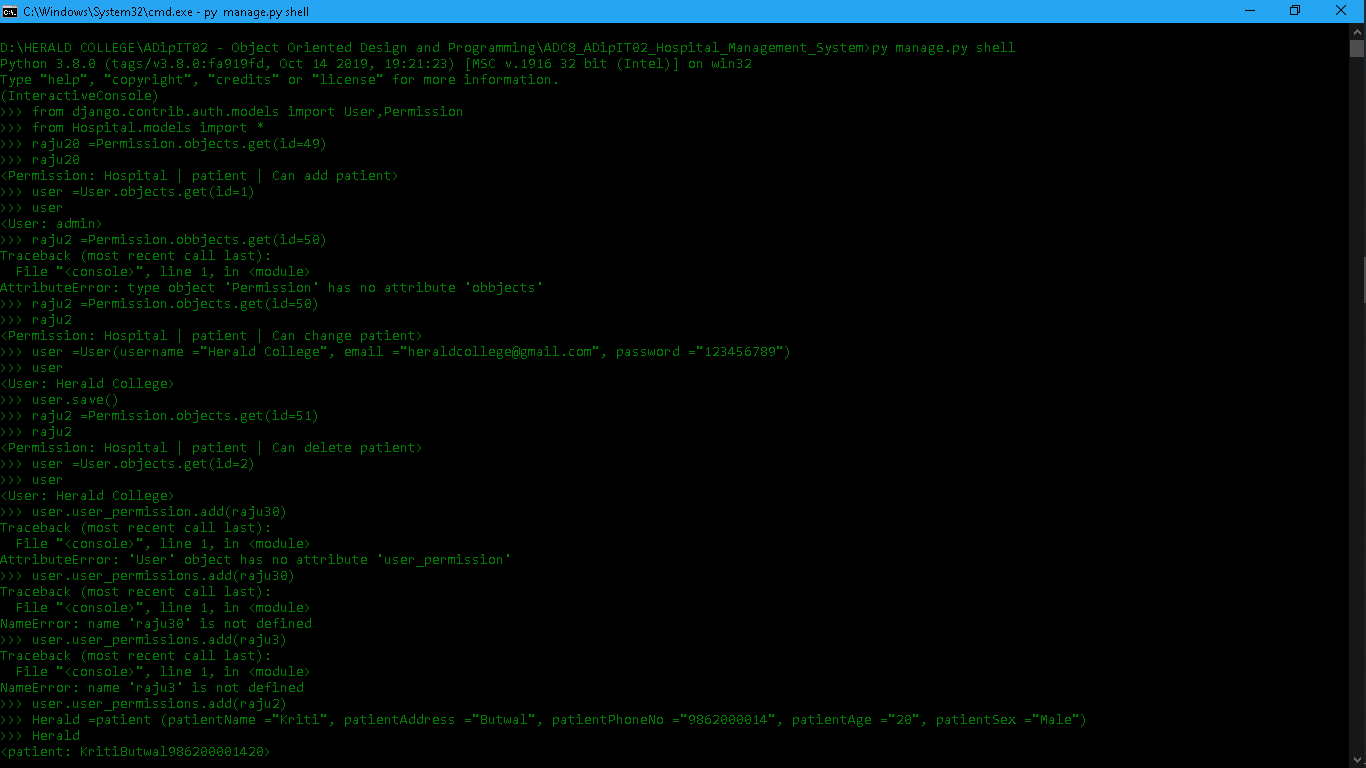 C:\Windows\System32\cmd.exe - py  manage.py shell
D:\HERALD COLLEGE\ADipIT02 - Object Oriented Design and Programming\ADC8_ADipIT02_Hospital_Management_System>py manage.py shell
Python 3.8.0 (tags/v3.8.0:fa919fd, Oct 14 2019, 19:21:23) [MSC v.1916 32 bit (Intel)] on win32
Type "help", "copyright", "credits" or "license" for more information.
(InteractiveConsole)
>>> from django.contrib.auth.models import User,Permission
>>> from Hospital.models import *
>>> raju20 =Permission.objects.get(id=49)
>>> raju20
<Permission: Hospital | patient | Can add patient>
>>> user =User.objects.get(id=1)
>>> user
<User: admin>
>>> raju2 =Permission.obbjects.get(id=50)
Traceback (most recent call last):
  File "<console>", line 1, in <module>
AttributeError: type object 'Permission' has no attribute 'obbjects'
>>> raju2 =Permission.objects.get(id=50)
>>> raju2
<Permission: Hospital | patient | Can change patient>
>>> user =User(username ="Herald College", email ="heraldcollege@gmail.com", password ="123456789")
>>> user
<User: Herald College>
>>> user.save()
>>> raju2 =Permission.objects.get(id=51)
>>> raju2
<Permission: Hospital | patient | Can delete patient>
>>> user =User.objects.get(id=2)
>>> user
<User: Herald College>
>>> user.user_permission.add(raju30)
Traceback (most recent call last):
  File "<console>", line 1, in <module>
AttributeError: 'User' object has no attribute 'user_permission'
>>> user.user_permissions.add(raju30)
Traceback (most recent call last):
  File "<console>", line 1, in <module>
NameError: name 'raju30' is not defined
>>> user.user_permissions.add(raju3)
Traceback (most recent call last):
  File "<console>", line 1, in <module>
NameError: name 'raju3' is not defined
>>> user.user_permissions.add(raju2)
>>> Herald =patient (patientName ="Kriti", patientAddress ="Butwal", patientPhoneNo ="9862000014", patientAge ="20", patientSex ="Male")
>>> Herald
<patient: KritiButwal986200001420>